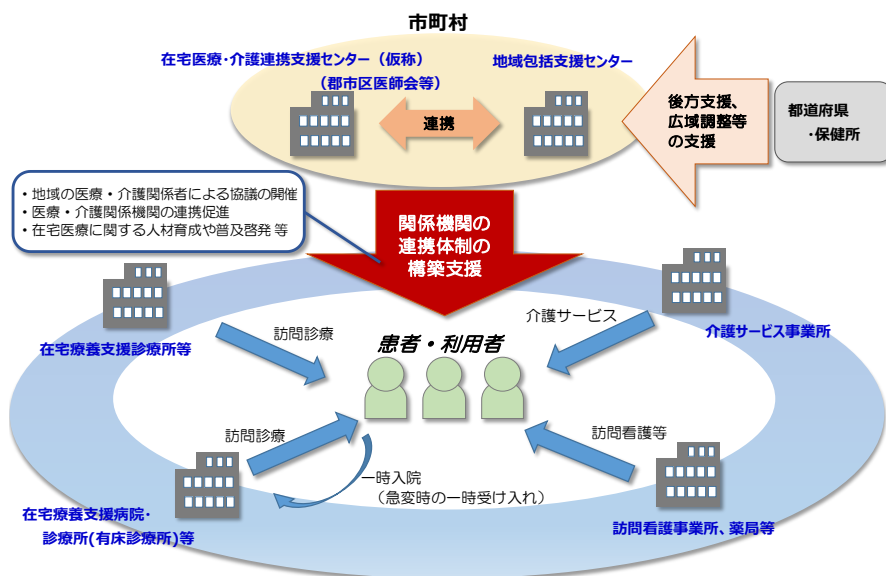 市町村
在宅医療・介護連携支援センター（仮称）
（郡市区医師会等）
地域包括支援センター
連携
後方支援、
広域調整等
の支援
都道府県
・保健所
・地域の医療・介護関係者による協議の開催
・医療・介護関係機関の連携促進
・在宅医療に関する人材育成や普及啓発 等
関係機関の
連携体制の
構築支援
在宅療養支援診療所等
訪問診療
患者・利用者
介護サービス
介護サービス事業所
訪問診療
一時入院
（急変時の一時受け入れ）
訪問看護等
在宅療養支援病院・
診療所(有床診療所)等
訪問看護事業所、薬局等